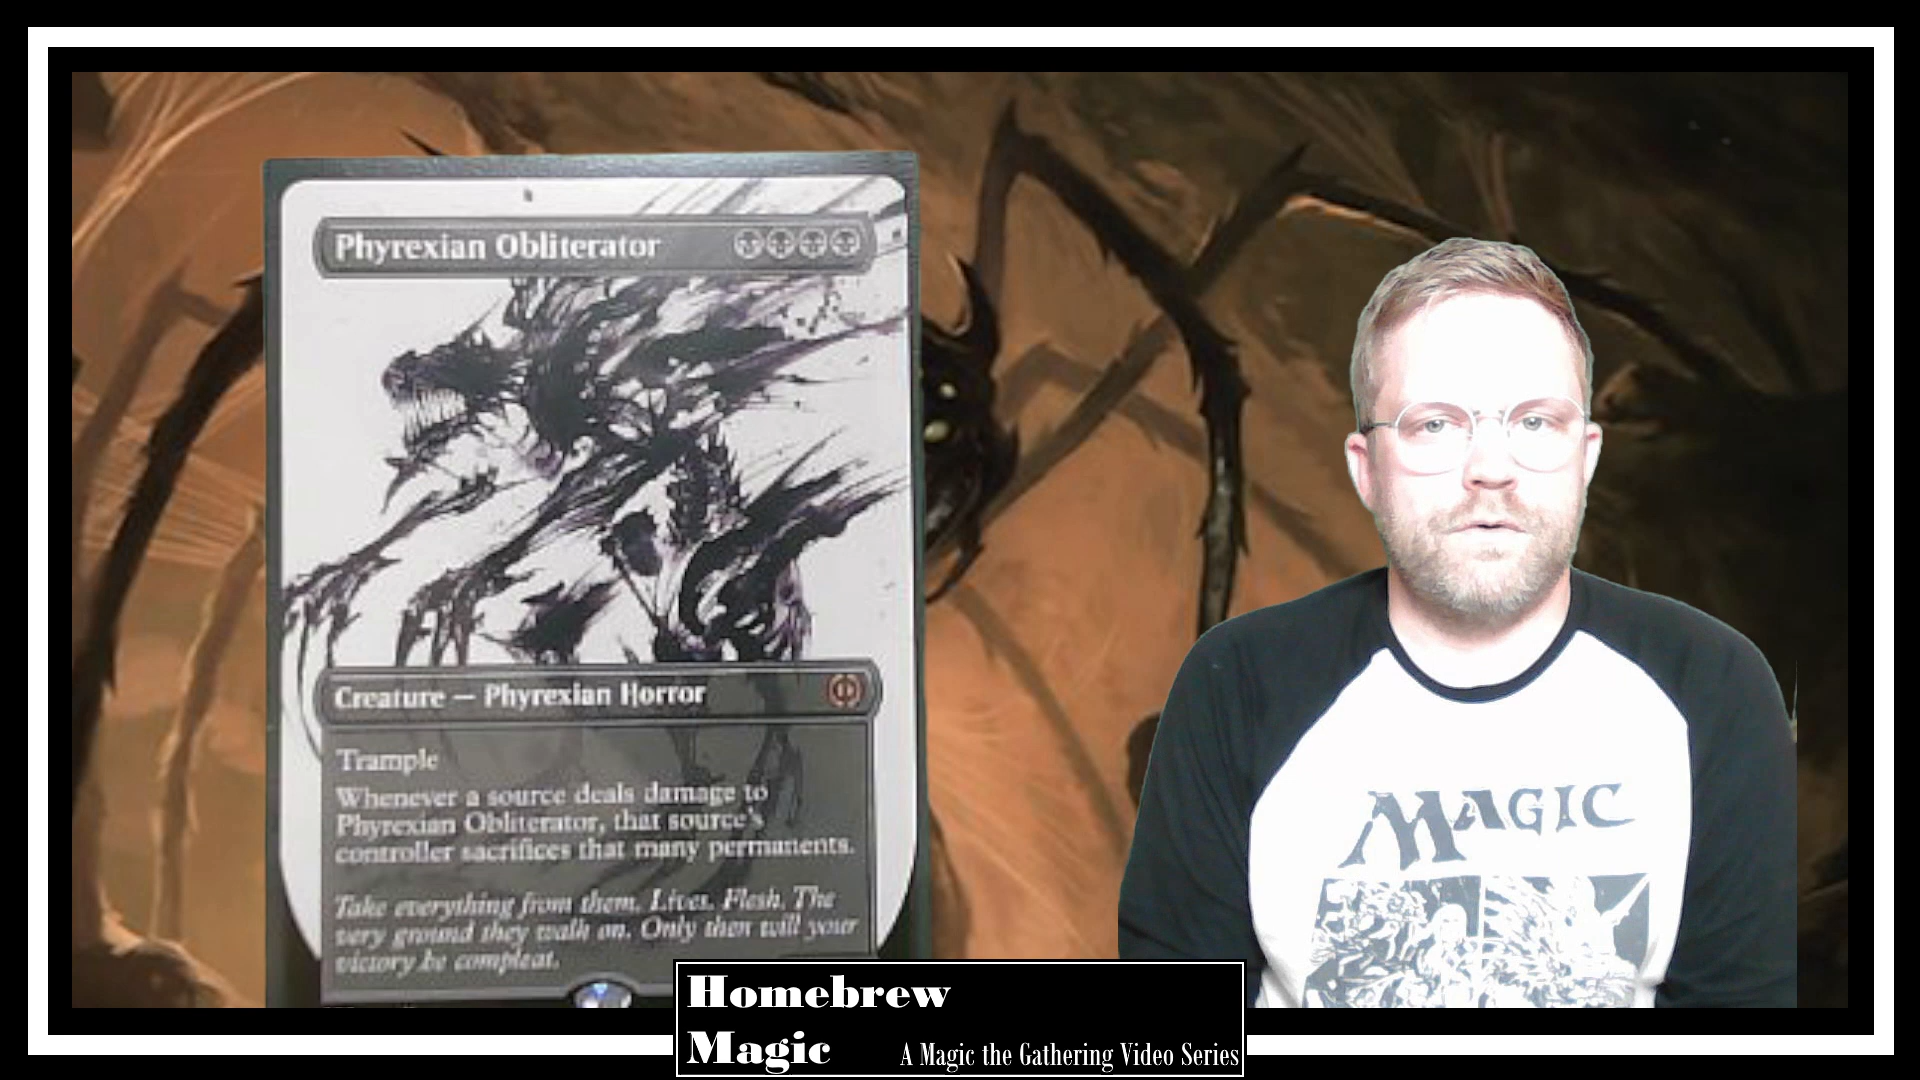 Phyrexian Obliterator
Creature — Phyrexian Horror
Trample
Whenever a source deals damage to
Phyrexian Obliterator, that source's
controller sacrifices that many permanents.
Take everything from them. Lives. Flesh. The
very ground they walk on. Only then will your
victory be compleat.
MAGIC
Homebrew
Magic
A Magic the Gathering Video Series